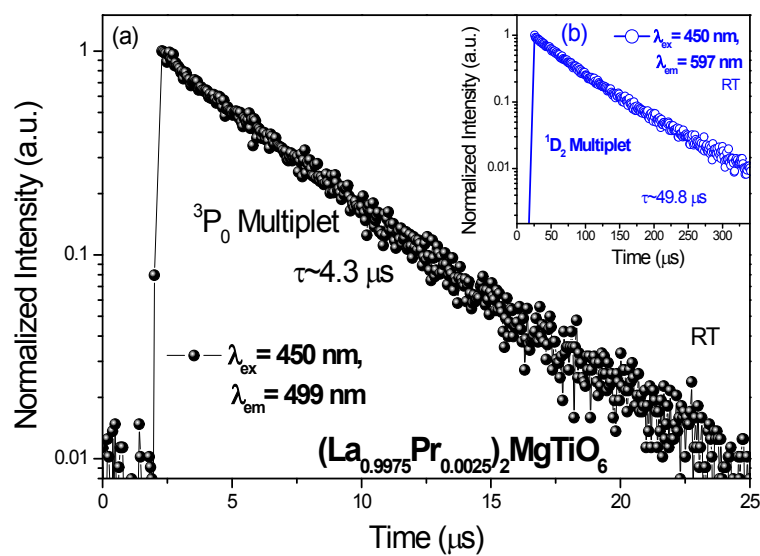 (a)
³P₀ Multiplet
τ~4.3 μs
λex= 450 nm,
λem= 499 nm
RT
(La₀.₉₉₇₅Pr₀.₀₀₂₅)₂MgTiO₆
Normalized Intensity (a.u.)
1
0.1
0.01
0 5 10 15 20 25
Time (μs)
(b)
λex= 450 nm,
λem= 597 nm
RT
¹D₂ Multiplet
τ~49.8 μs
Normalized Intensity (a.u.)
1
0.1
0.01
0 50 100 150 200 250 300
Time (μs)